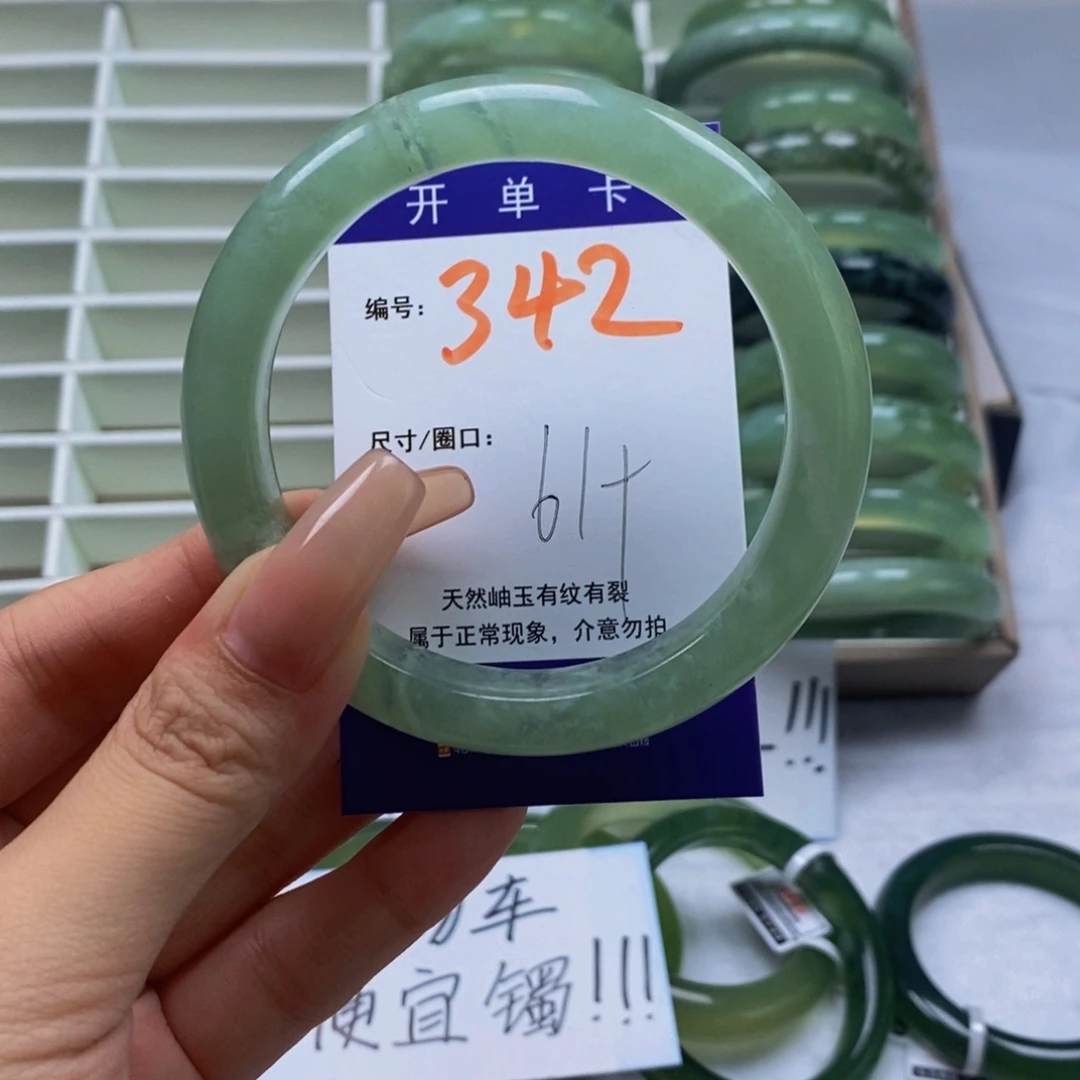 开单卡
编号: 342
尺寸/圈口: 61+
天然岫玉有纹有裂
属于正常现象，介意勿拍
车
便宜镯!!!
!!!